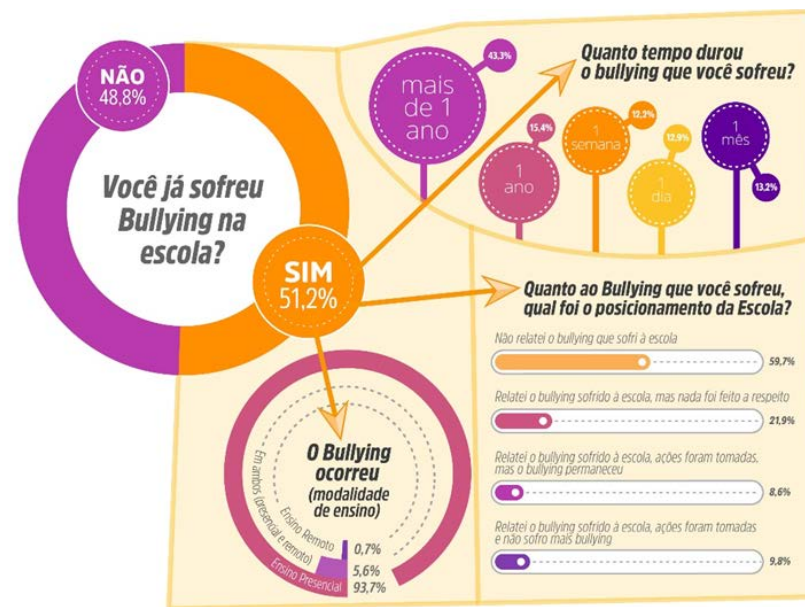 NÃO
48,8%
Você já sofreu
Bullying na
escola?
SIM
51,2%
Quanto tempo durou
o bullying que você sofreu?
mais
de 1
ano
43,3%
1
ano
15,4%
1
semana
12,2%
1
dia
12,9%
1
mês
13,2%
Quanto ao Bullying que você sofreu,
qual foi o posicionamento da Escola?
Não relatei o bullying que sofri à escola
59,7%
Relatei o bullying sofrido à escola, mas nada foi feito a respeito
21,9%
Relatei o bullying sofrido à escola, ações foram tomadas,
mas o bullying permaneceu
8,6%
Relatei o bullying sofrido à escola, ações foram tomadas
e não sofro mais bullying
9,8%
O Bullying
ocorreu
(modalidade
de ensino)
Ensino Remoto
0,7%
Em ambos (presencial e remoto)
5,6%
Ensino Presencial
93,7%